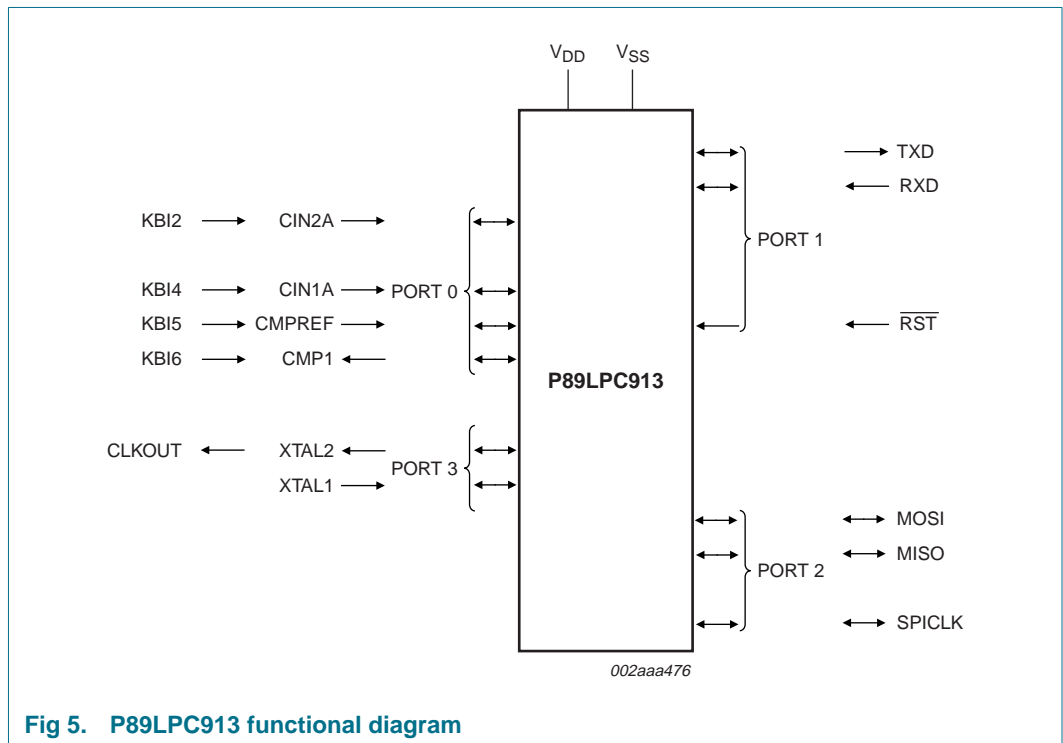 VDD VSS
TXD
RXD
KBI2 CIN2A
PORT 1
KBI4 CIN1A PORT 0
KBI5 CMPREF RST
KBI6 CMP1
P89LPC913
CLKOUT XTAL2
PORT 3
XTAL1
MOSI
MISO
PORT 2
SPICLK
002aaa476
Fig 5. P89LPC913 functional diagram